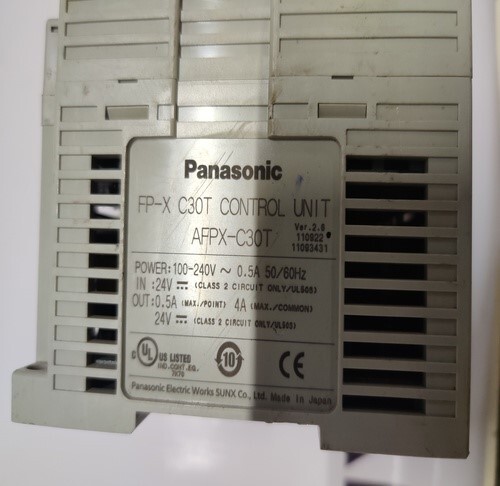 Panasonic
FP-X C30T CONTROL UNIT
AFPX-C30T
Ver.2.8
110922
11093431
POWER:100-240V ~ 0.5A 50/60Hz
IN :24V (CLASS 2 CIRCUIT ONLY/UL508)
OUT:0.5A (MAX./POINT) 4A (MAX./COMMON)
24V (CLASS 2 CIRCUIT ONLY/UL508)
C UL US LISTED
IND.CONT.EQ.
10
CE
Panasonic Electric Works SUNX Co., Ltd. Made in Japan